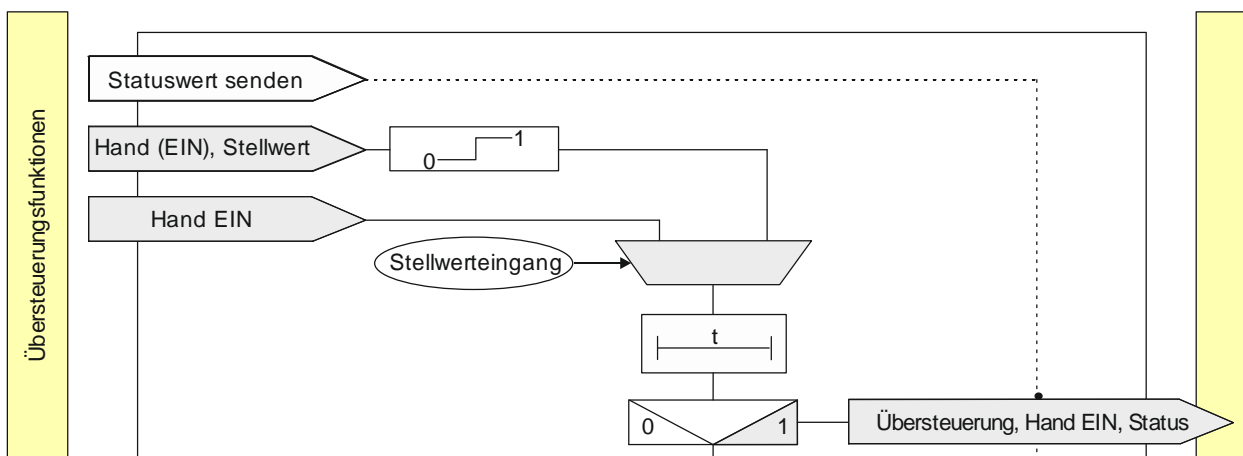 Übersteuerungsfunktionen
Statuswert senden
Hand (EIN), Stellwert
0 1
Hand EIN
Stellwerteingang
t
0 1
Übersteuerung, Hand EIN, Status